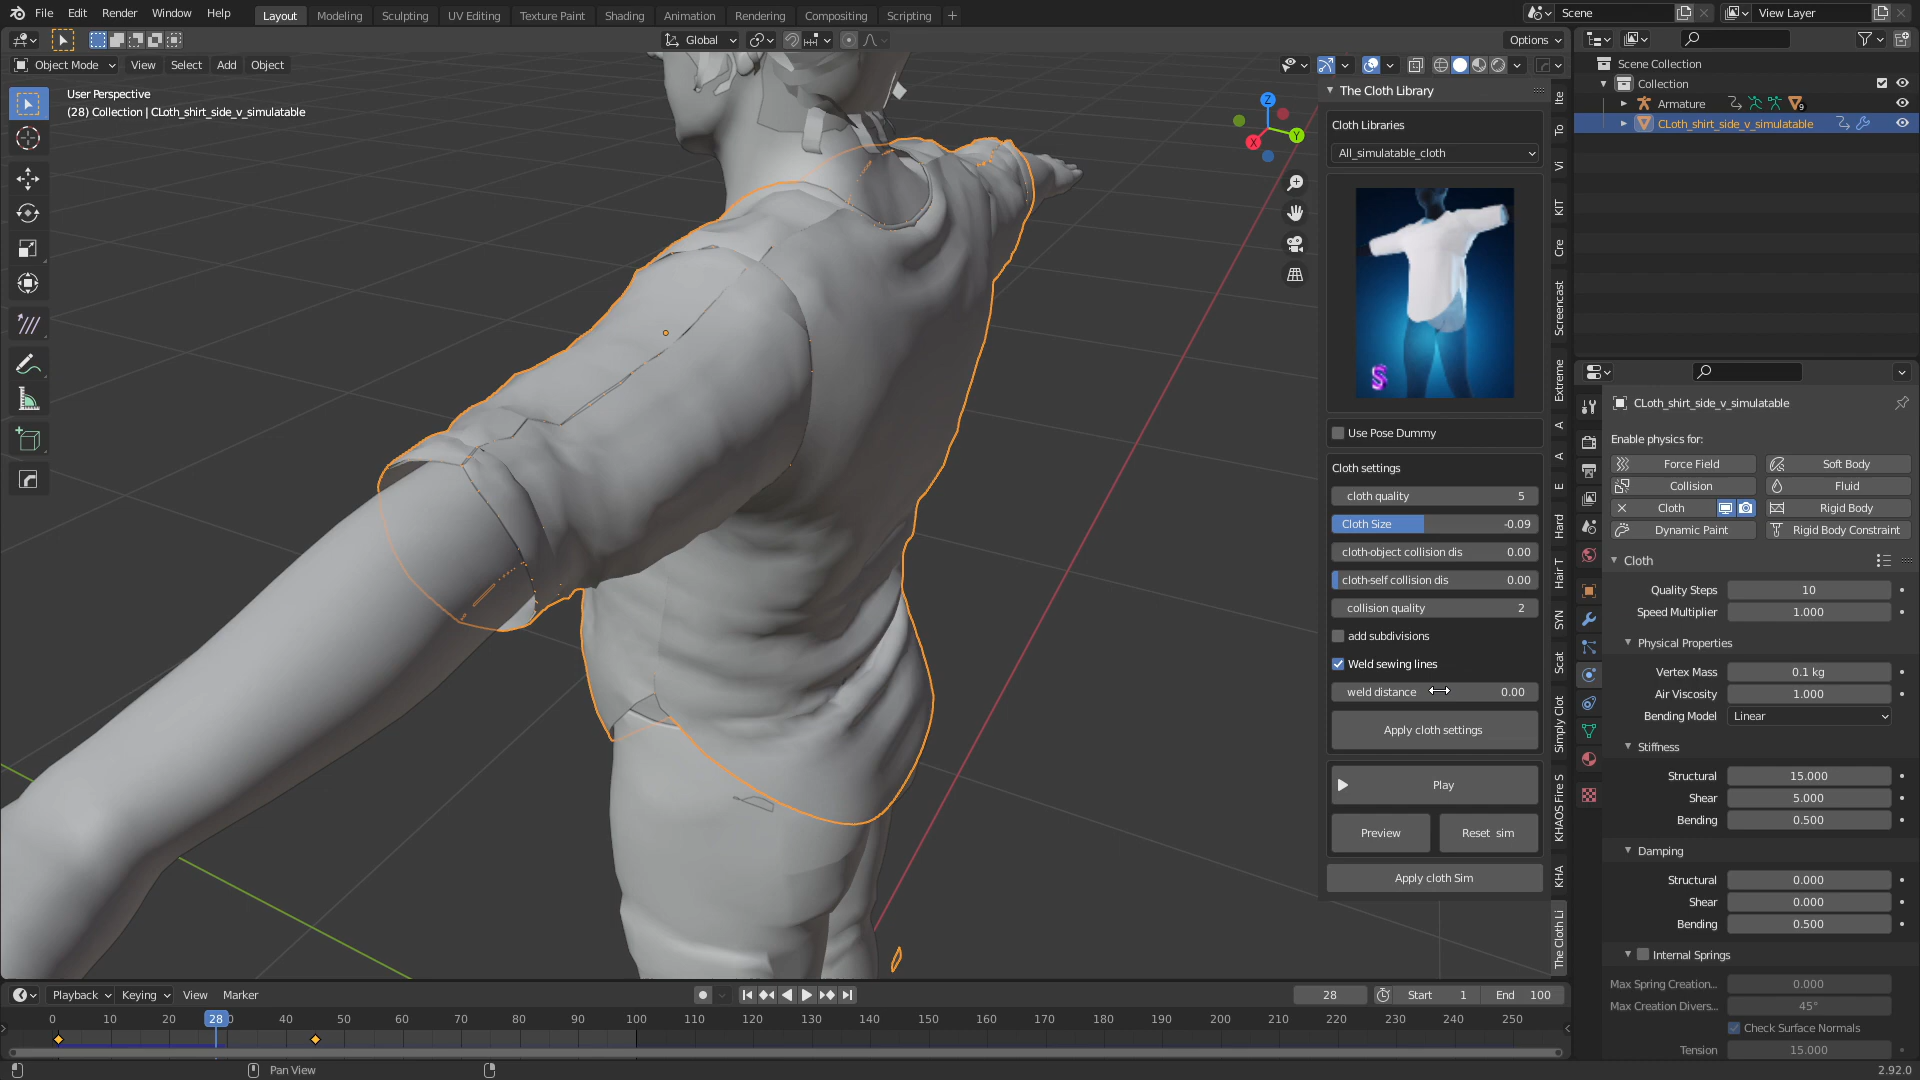 File Edit Render Window Help Layout Modeling Sculpting UV Editing Texture Paint Shading Animation Rendering Compositing Scripting + Scene View Layer
Global Options
Object Mode View Select Add Object
User Perspective
(28) Collection | CLoth_shirt_side_v_simulatable
Z
Y
X
The Cloth Library
Cloth Libraries
All_simulatable_cloth
Use Pose Dummy
Cloth settings
cloth quality 5
Cloth Size -0.09
cloth-object collision dis 0.00
cloth-self collision dis 0.00
collision quality 2
add subdivisions
Weld sewing lines
weld distance 0.00
Apply cloth settings
Play
Preview Reset sim
Apply cloth Sim
Ite
To
Vi
KIT
Cre
Screencast
Extreme
A
A
E
Hard
Hair T
SYN
Scat
Simply Clot
KHAOS Fire S
KHA
The Cloth Li
Scene Collection
Collection
Armature 9
CLoth_shirt_side_v_simulatable
CLoth_shirt_side_v_simulatable
Enable physics for:
Force Field Soft Body
Collision Fluid
Cloth Rigid Body
Dynamic Paint Rigid Body Constraint
Cloth
Quality Steps 10
Speed Multiplier 1.000
Physical Properties
Vertex Mass 0.1 kg
Air Viscosity 1.000
Bending Model Linear
Stiffness
Structural 15.000
Shear 5.000
Bending 0.500
Damping
Structural 0.000
Shear 0.000
Bending 0.500
Internal Springs
Max Spring Creation... 0.000
Max Creation Divers... 45°
Check Surface Normals
Tension 15.000
Playback Keying View Marker 28 Start 1 End 100
0 10 20 28 40 50 60 70 80 90 100 110 120 130 140 150 160 170 180 190 200 210 220 230 240 250
Pan View 2.92.0